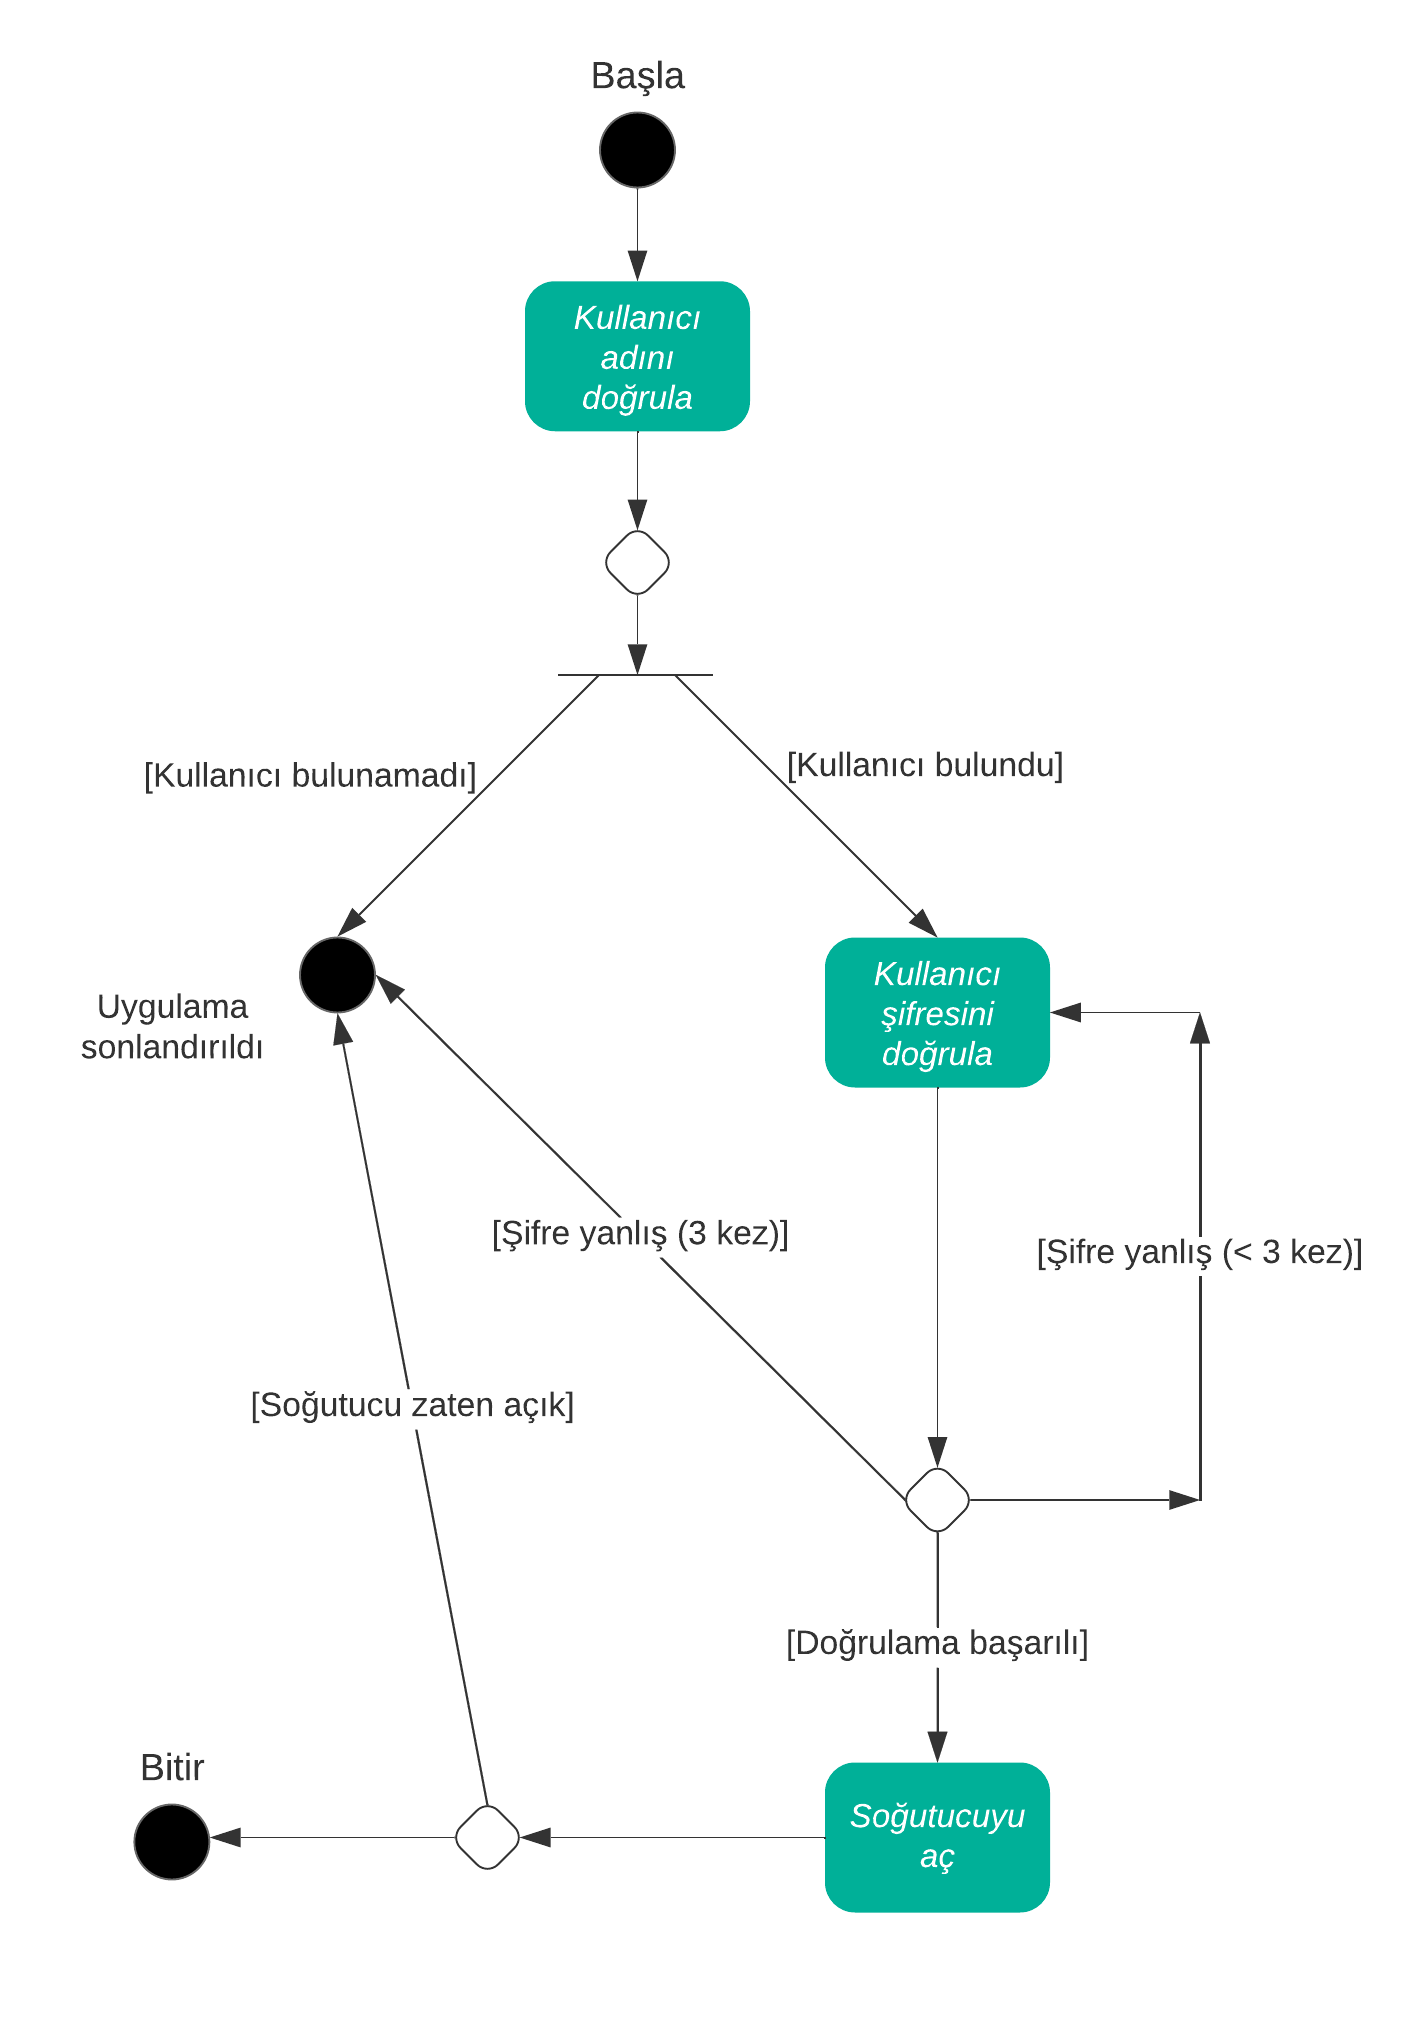 Başla
Kullanıcı
adını
doğrula
[Kullanıcı bulunamadı]
[Kullanıcı bulundu]
Kullanıcı
şifresini
doğrula
Uygulama
sonlandırıldı
[Şifre yanlış (3 kez)]
[Şifre yanlış (< 3 kez)]
[Soğutucu zaten açık]
[Doğrulama başarılı]
Bitir
Soğutucuyu
aç